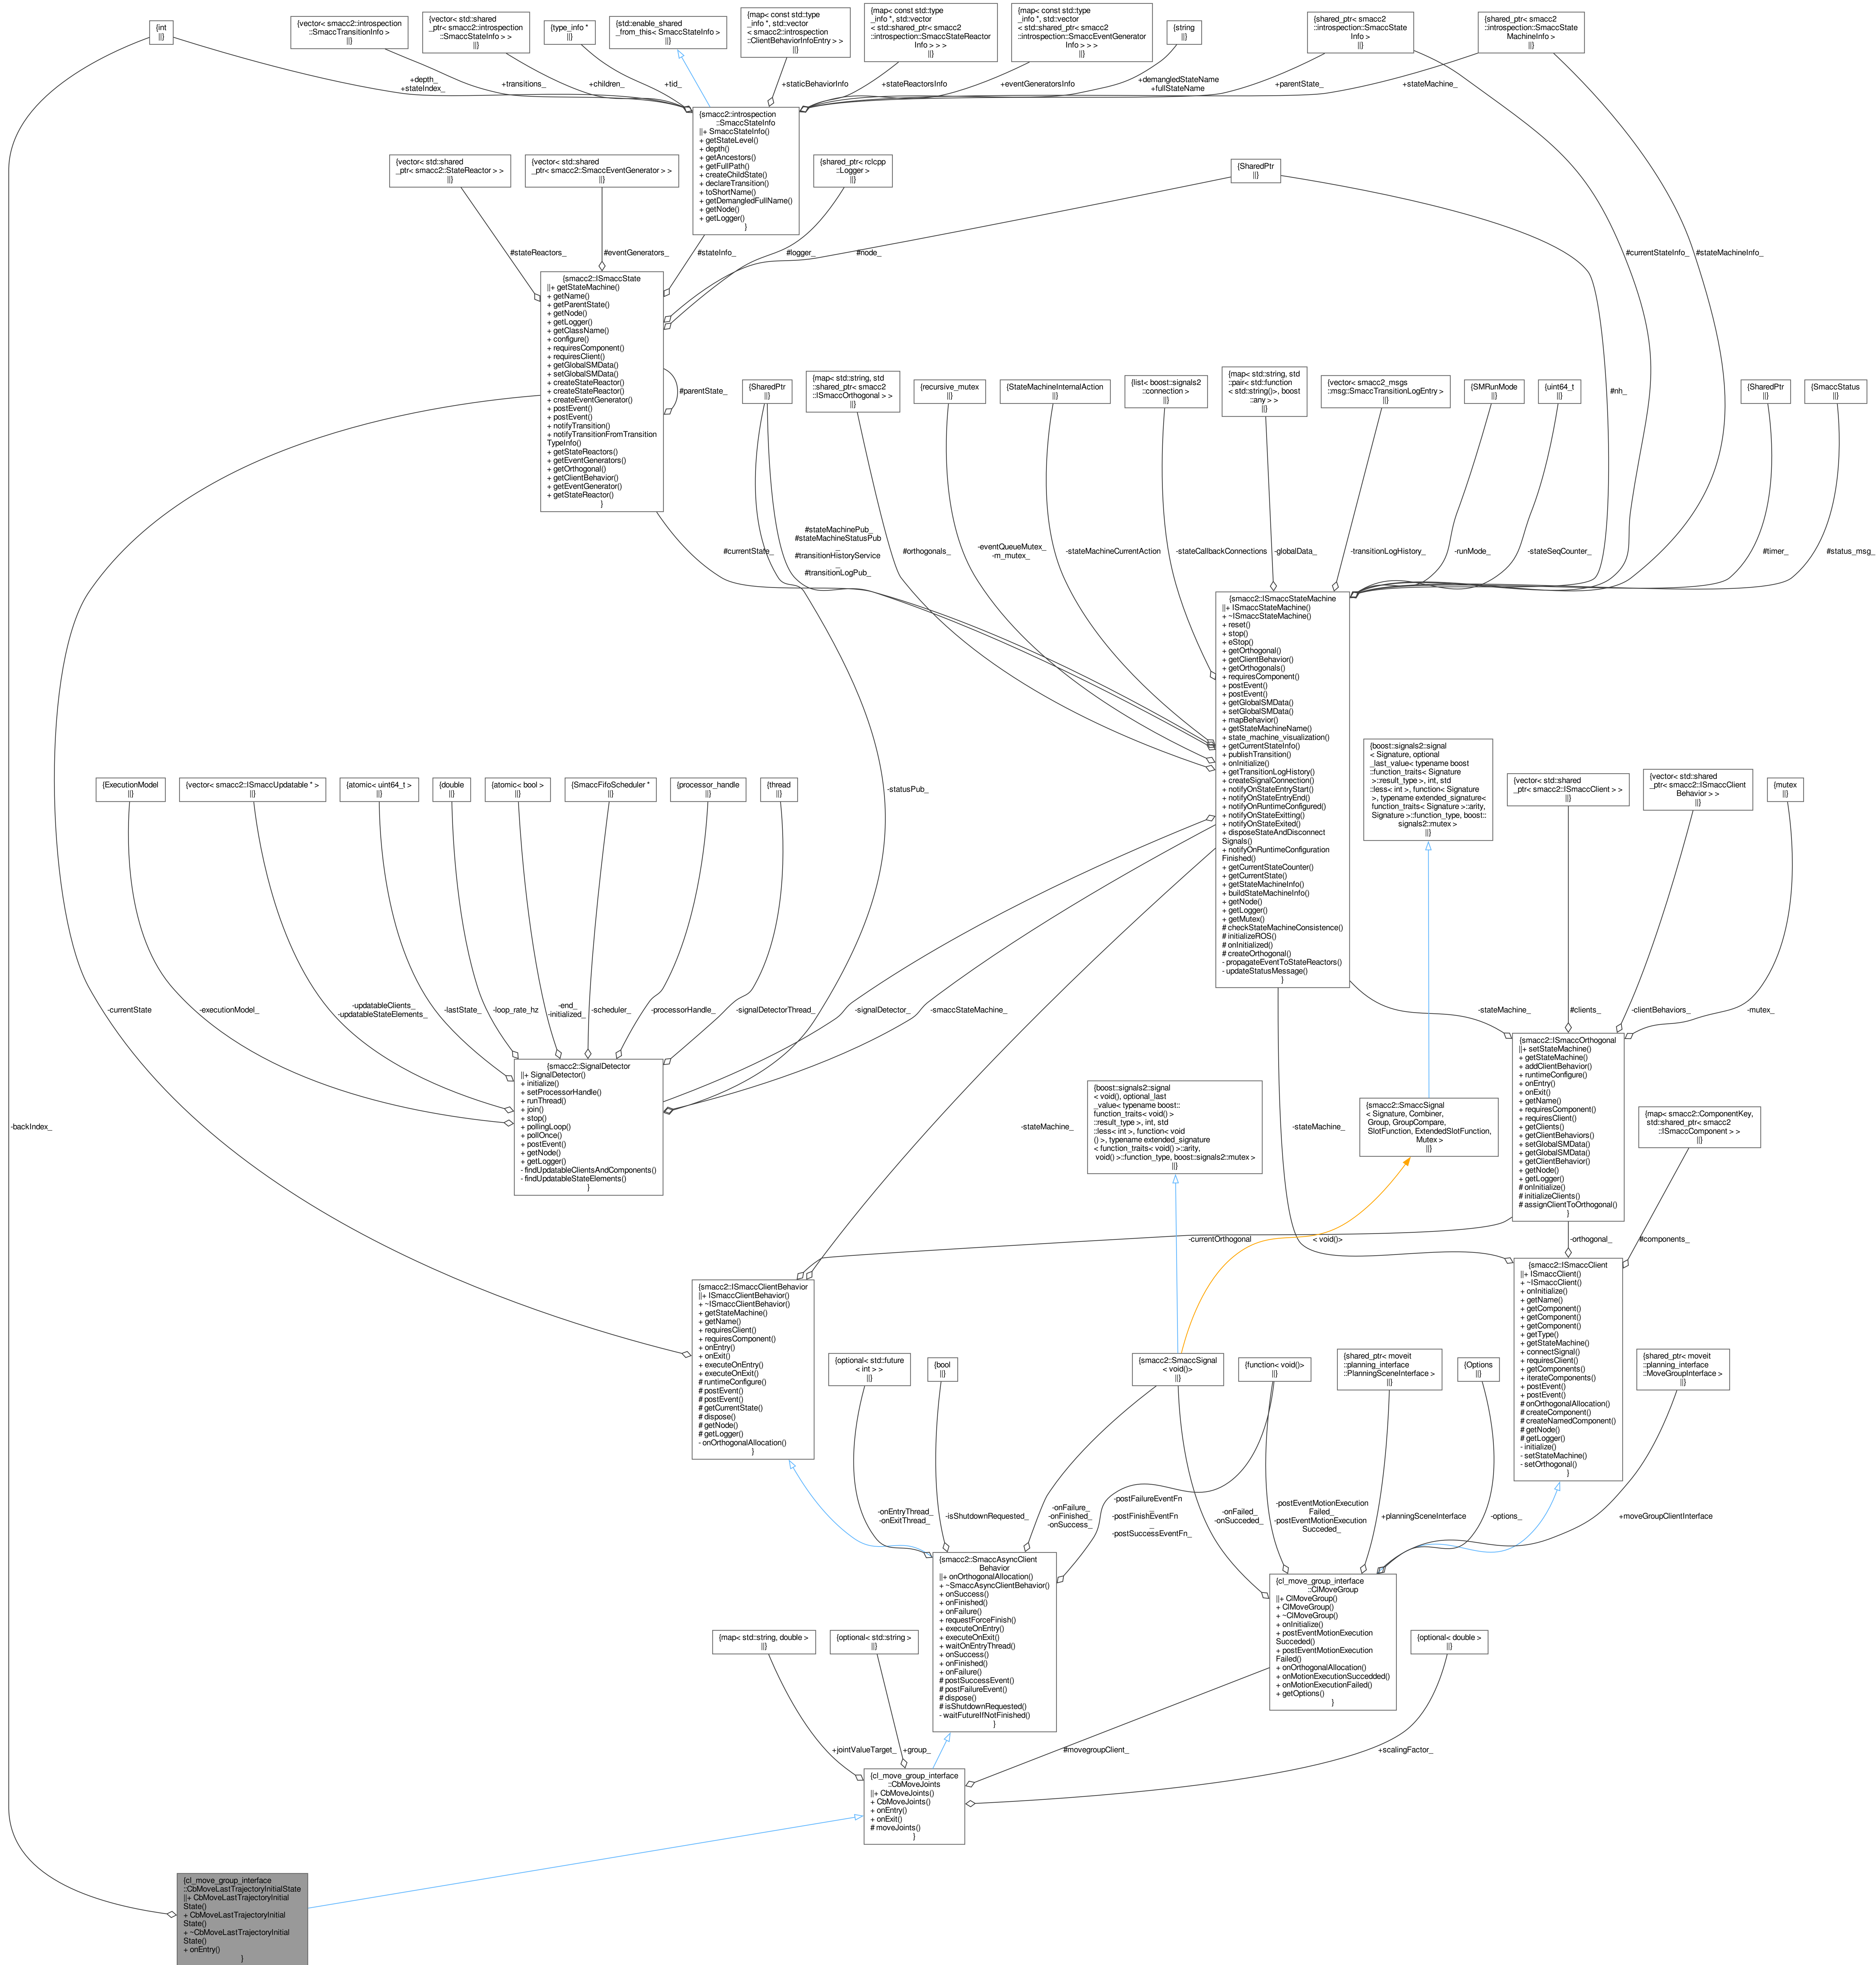 {int
||}
{vector< smacc2::introspection
::SmaccTransitionInfo >
||}
{vector< std::shared
_ptr< smacc2::introspection
::SmaccStateInfo > >
||}
{type_info *
||}
{std::enable_shared
_from_this< SmaccStateInfo >
||}
{map< const std::type
_info *, std::vector
< smacc2::introspection
::ClientBehaviorInfoEntry > >
||}
{map< const std::type
_info *, std::vector
< std::shared_ptr< smacc2
::introspection::SmaccStateReactor
Info > > >
||}
{map< const std::type
_info *, std::vector
< std::shared_ptr< smacc2
::introspection::SmaccEventGenerator
Info > > >
||}
{string
||}
{shared_ptr< smacc2
::introspection::SmaccState
Info >
||}
{shared_ptr< smacc2
::introspection::SmaccState
MachineInfo >
||}
+depth_
+stateIndex_
+transitions_
+children_
+tid_
+staticBehaviorInfo
+stateReactorsInfo
+eventGeneratorsInfo
+demangledStateName
+fullStateName
+parentState_
+stateMachine_
{smacc2::introspection
::SmaccStateInfo
||+ SmaccStateInfo()
+ getStateLevel()
+ depth()
+ getAncestors()
+ getFullPath()
+ createChildState()
+ declareTransition()
+ toShortName()
+ getDemangledFullName()
+ getNode()
+ getLogger()
}
{vector< std::shared
_ptr< smacc2::StateReactor > >
||}
{vector< std::shared
_ptr< smacc2::SmaccEventGenerator > >
||}
{shared_ptr< rclcpp
::Logger >
||}
{SharedPtr
||}
#stateReactors_
#eventGenerators_
#stateInfo_
#logger_
#node_
#currentStateInfo_
#stateMachineInfo_
{smacc2::ISmaccState
||+ getStateMachine()
+ getName()
+ getParentState()
+ getNode()
+ getLogger()
+ getClassName()
+ configure()
+ requiresComponent()
+ requiresClient()
+ getGlobalSMData()
+ setGlobalSMData()
+ createStateReactor()
+ createStateReactor()
+ createEventGenerator()
+ postEvent()
+ postEvent()
+ notifyTransition()
+ notifyTransitionFromTransition
TypeInfo()
+ getStateReactors()
+ getEventGenerators()
+ getOrthogonal()
+ getClientBehavior()
+ getEventGenerator()
+ getStateReactor()
}
#parentState_
#nh_
{SharedPtr
||}
{map< std::string, std
::shared_ptr< smacc2
::ISmaccOrthogonal > >
||}
{recursive_mutex
||}
{StateMachineInternalAction
||}
{list< boost::signals2
::connection >
||}
{map< std::string, std
::pair< std::function
< std::string()>, boost
::any > >
||}
{vector< smacc2_msgs
::msg::SmaccTransitionLogEntry >
||}
{SMRunMode
||}
{uint64_t
||}
{SharedPtr
||}
{SmaccStatus
||}
#currentState_
#stateMachinePub_
#stateMachineStatusPub
_
#transitionHistoryService
_
#transitionLogPub_
#orthogonals_
-eventQueueMutex_
-m_mutex_
-stateMachineCurrentAction
-stateCallbackConnections
-globalData_
-transitionLogHistory_
-runMode_
-stateSeqCounter_
#timer_
#status_msg_
{smacc2::ISmaccStateMachine
||+ ISmaccStateMachine()
+ ~ISmaccStateMachine()
+ reset()
+ stop()
+ eStop()
+ getOrthogonal()
+ getClientBehavior()
+ getOrthogonals()
+ requiresComponent()
+ postEvent()
+ postEvent()
+ getGlobalSMData()
+ setGlobalSMData()
+ mapBehavior()
+ getStateMachineName()
+ state_machine_visualization()
+ getCurrentStateInfo()
+ publishTransition()
+ onInitialize()
+ getTransitionLogHistory()
+ createSignalConnection()
+ notifyOnStateEntryStart()
+ notifyOnStateEntryEnd()
+ notifyOnRuntimeConfigured()
+ notifyOnStateExitting()
+ notifyOnStateExited()
+ disposeStateAndDisconnect
Signals()
+ notifyOnRuntimeConfiguration
Finished()
+ getCurrentStateCounter()
+ getCurrentState()
+ getStateMachineInfo()
+ buildStateMachineInfo()
+ getNode()
+ getLogger()
+ getMutex()
# checkStateMachineConsistence()
# initializeROS()
# onInitialized()
# createOrthogonal()
- propagateEventToStateReactors()
- updateStatusMessage()
}
{boost::signals2::signal
< Signature, optional
_last_value< typename boost
::function_traits< Signature
>::result_type >, int, std
::less< int >, function< Signature
>, typename extended_signature<
function_traits< Signature >::arity,
Signature >::function_type, boost::
signals2::mutex >
||}
{vector< std::shared
_ptr< smacc2::ISmaccClient > >
||}
{vector< std::shared
_ptr< smacc2::ISmaccClient
Behavior > >
||}
{mutex
||}
{ExecutionModel
||}
{vector< smacc2::ISmaccUpdatable * >
||}
{atomic< uint64_t >
||}
{double
||}
{atomic< bool >
||}
{SmaccFifoScheduler *
||}
{processor_handle
||}
{thread
||}
-statusPub_
-currentState
-executionModel_
-updatableClients_
-updatableStateElements_
-lastState_
-loop_rate_hz
-end_
-initialized_
-scheduler_
-processorHandle_
-signalDetectorThread_
-signalDetector_
-smaccStateMachine_
-stateMachine_
#clients_
-clientBehaviors_
-mutex_
{smacc2::SignalDetector
||+ SignalDetector()
+ initialize()
+ setProcessorHandle()
+ runThread()
+ join()
+ stop()
+ pollingLoop()
+ pollOnce()
+ postEvent()
+ getNode()
+ getLogger()
- findUpdatableClientsAndComponents()
- findUpdatableStateElements()
}
{smacc2::ISmaccOrthogonal
||+ setStateMachine()
+ getStateMachine()
+ addClientBehavior()
+ runtimeConfigure()
+ onEntry()
+ onExit()
+ getName()
+ requiresComponent()
+ requiresClient()
+ getClients()
+ getClientBehaviors()
+ setGlobalSMData()
+ getGlobalSMData()
+ getClientBehavior()
+ getNode()
+ getLogger()
# onInitialize()
# initializeClients()
# assignClientToOrthogonal()
}
{boost::signals2::signal
< void(), optional_last
_value< typename boost::
function_traits< void() >
::result_type >, int, std
::less< int >, function< void
() >, typename extended_signature
< function_traits< void() >::arity,
void() >::function_type, boost::signals2::mutex >
||}
{smacc2::SmaccSignal
< Signature, Combiner,
Group, GroupCompare,
SlotFunction, ExtendedSlotFunction,
Mutex >
||}
{map< smacc2::ComponentKey,
std::shared_ptr< smacc2
::ISmaccComponent > >
||}
-backIndex_
-stateMachine_
-stateMachine_
-currentOrthogonal
< void()>
-orthogonal_
#components_
{smacc2::ISmaccClientBehavior
||+ ISmaccClientBehavior()
+ ~ISmaccClientBehavior()
+ getStateMachine()
+ getName()
+ requiresClient()
+ requiresComponent()
+ onEntry()
+ onExit()
+ executeOnEntry()
+ executeOnExit()
# runtimeConfigure()
# postEvent()
# postEvent()
# getCurrentState()
# dispose()
# getNode()
# getLogger()
- onOrthogonalAllocation()
}
{smacc2::ISmaccClient
||+ ISmaccClient()
+ ~ISmaccClient()
+ onInitialize()
+ getName()
+ getComponent()
+ getComponent()
+ getComponent()
+ getType()
+ getStateMachine()
+ connectSignal()
+ requiresClient()
+ getComponents()
+ iterateComponents()
+ postEvent()
+ postEvent()
# onOrthogonalAllocation()
# createComponent()
# createNamedComponent()
# getNode()
# getLogger()
- initialize()
- setStateMachine()
- setOrthogonal()
}
{optional< std::future
< int > >
||}
{bool
||}
{smacc2::SmaccSignal
< void()>
||}
{function< void()>
||}
{shared_ptr< moveit
::planning_interface
::PlanningSceneInterface >
||}
{Options
||}
{shared_ptr< moveit
::planning_interface
::MoveGroupInterface >
||}
-onEntryThread_
-onExitThread_
-isShutdownRequested_
-onFailure_
-onFinished_
-onSuccess_
-postFailureEventFn
_
-postFinishEventFn
_
-postSuccessEventFn_
-onFailed_
-onSucceded_
-postEventMotionExecution
Failed_
-postEventMotionExecution
Succeded_
+planningSceneInterface
-options_
+moveGroupClientInterface
{smacc2::SmaccAsyncClient
Behavior
||+ onOrthogonalAllocation()
+ ~SmaccAsyncClientBehavior()
+ onSuccess()
+ onFinished()
+ onFailure()
+ requestForceFinish()
+ executeOnEntry()
+ executeOnExit()
+ waitOnEntryThread()
+ onSuccess()
+ onFinished()
+ onFailure()
# postSuccessEvent()
# postFailureEvent()
# dispose()
# isShutdownRequested()
- waitFutureIfNotFinished()
}
{cl_move_group_interface
::ClMoveGroup
||+ ClMoveGroup()
+ ClMoveGroup()
+ ~ClMoveGroup()
+ onInitialize()
+ postEventMotionExecution
Succeded()
+ postEventMotionExecution
Failed()
+ onOrthogonalAllocation()
+ onMotionExecutionSuccedded()
+ onMotionExecutionFailed()
+ getOptions()
}
{map< std::string, double >
||}
{optional< std::string >
||}
{optional< double >
||}
+jointValueTarget_
+group_
#movegroupClient_
+scalingFactor_
{cl_move_group_interface
::CbMoveJoints
||+ CbMoveJoints()
+ CbMoveJoints()
+ onEntry()
+ onExit()
# moveJoints()
}
{cl_move_group_interface
::CbMoveLastTrajectoryInitialState
||+ CbMoveLastTrajectoryInitial
State()
+ CbMoveLastTrajectoryInitial
State()
+ ~CbMoveLastTrajectoryInitial
State()
+ onEntry()
}